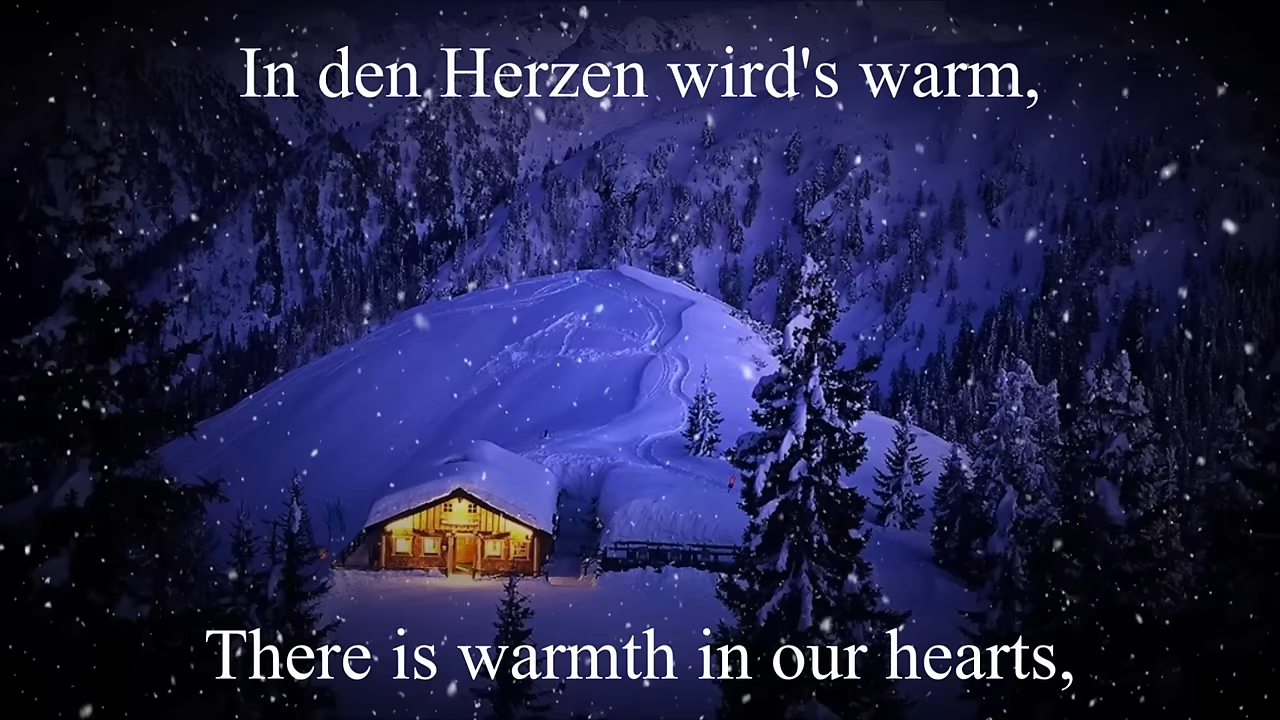 In den Herzen wird's warm,
There is warmth in our hearts,